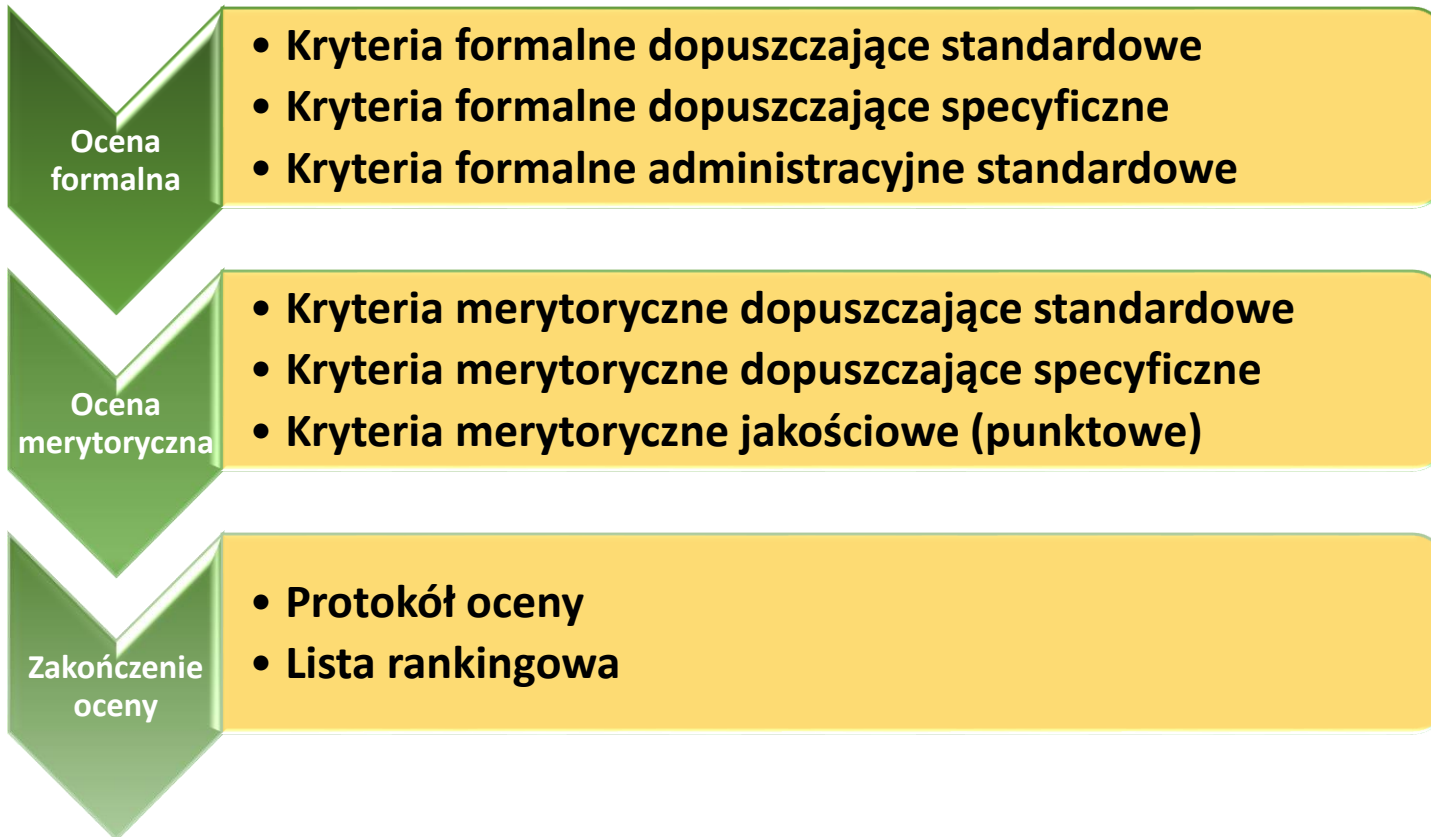 Ocena
formalna
• Kryteria formalne dopuszczające standardowe
• Kryteria formalne dopuszczające specyficzne
• Kryteria formalne administracyjne standardowe
Ocena
merytoryczna
• Kryteria merytoryczne dopuszczające standardowe
• Kryteria merytoryczne dopuszczające specyficzne
• Kryteria merytoryczne jakościowe (punktowe)
Zakończenie
oceny
• Protokół oceny
• Lista rankingowa